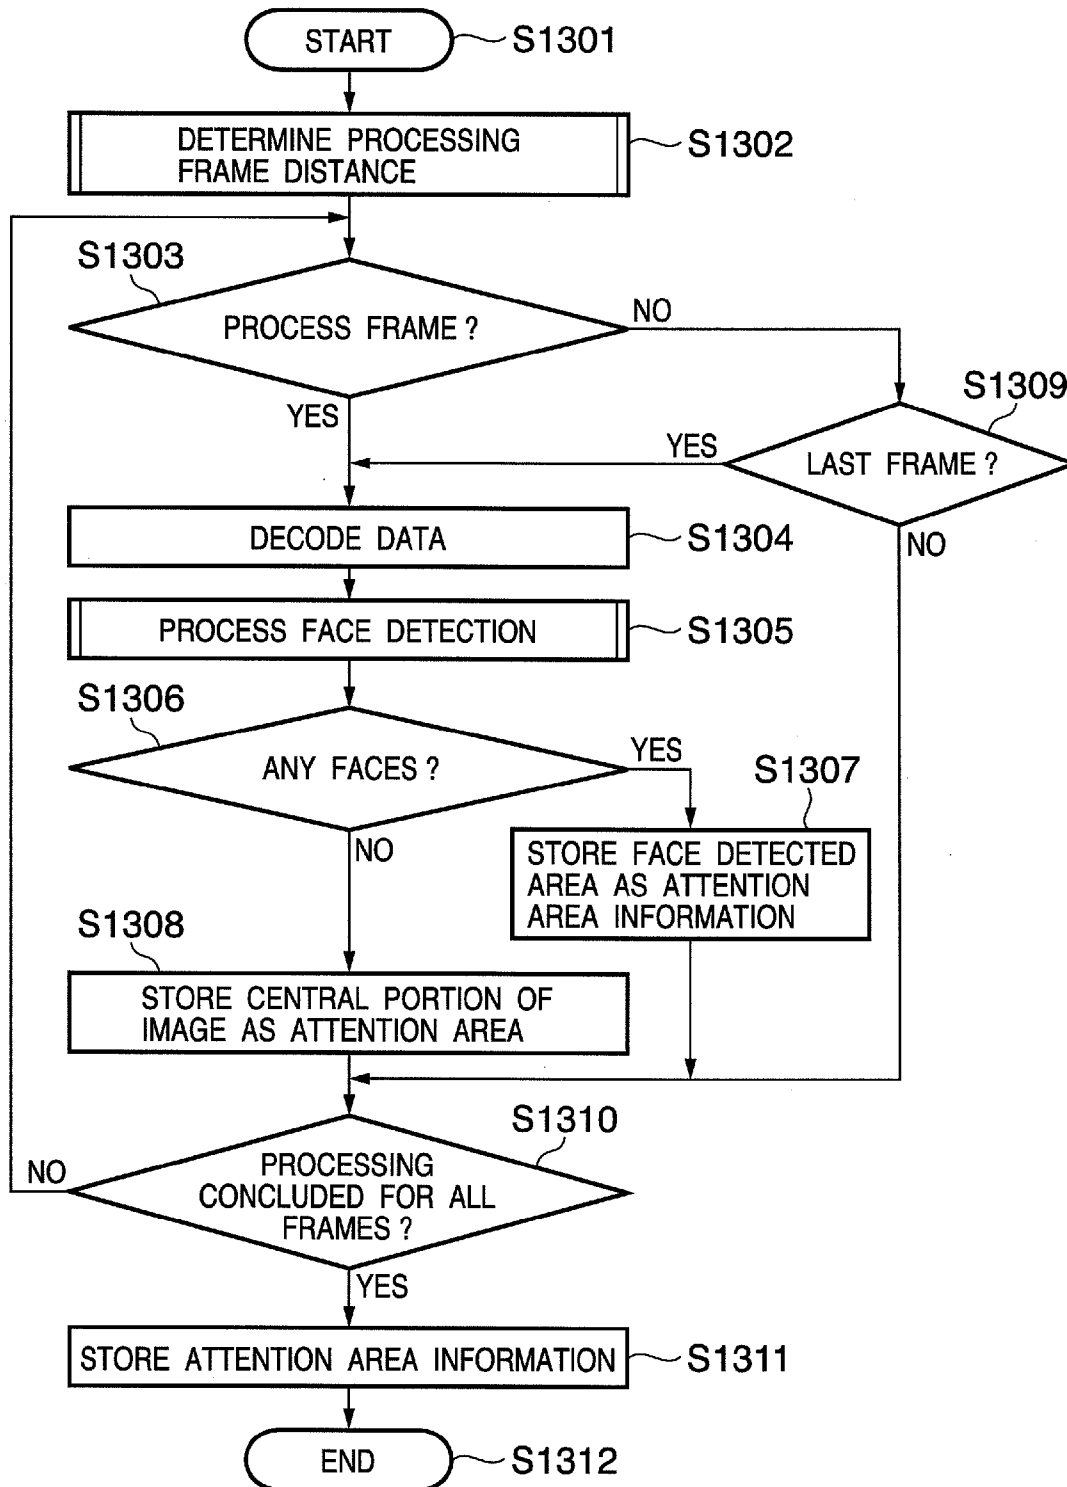 START
S1301
DETERMINE PROCESSING
FRAME DISTANCE
S1302
S1303
PROCESS FRAME ?
NO
YES
S1309
LAST FRAME ?
YES
NO
DECODE DATA
S1304
PROCESS FACE DETECTION
S1305
S1306
ANY FACES ?
YES
NO
S1307
STORE FACE DETECTED
AREA AS ATTENTION
AREA INFORMATION
S1308
STORE CENTRAL PORTION OF
IMAGE AS ATTENTION AREA
S1310
PROCESSING
CONCLUDED FOR ALL
FRAMES ?
NO
YES
STORE ATTENTION AREA INFORMATION
S1311
END
S1312